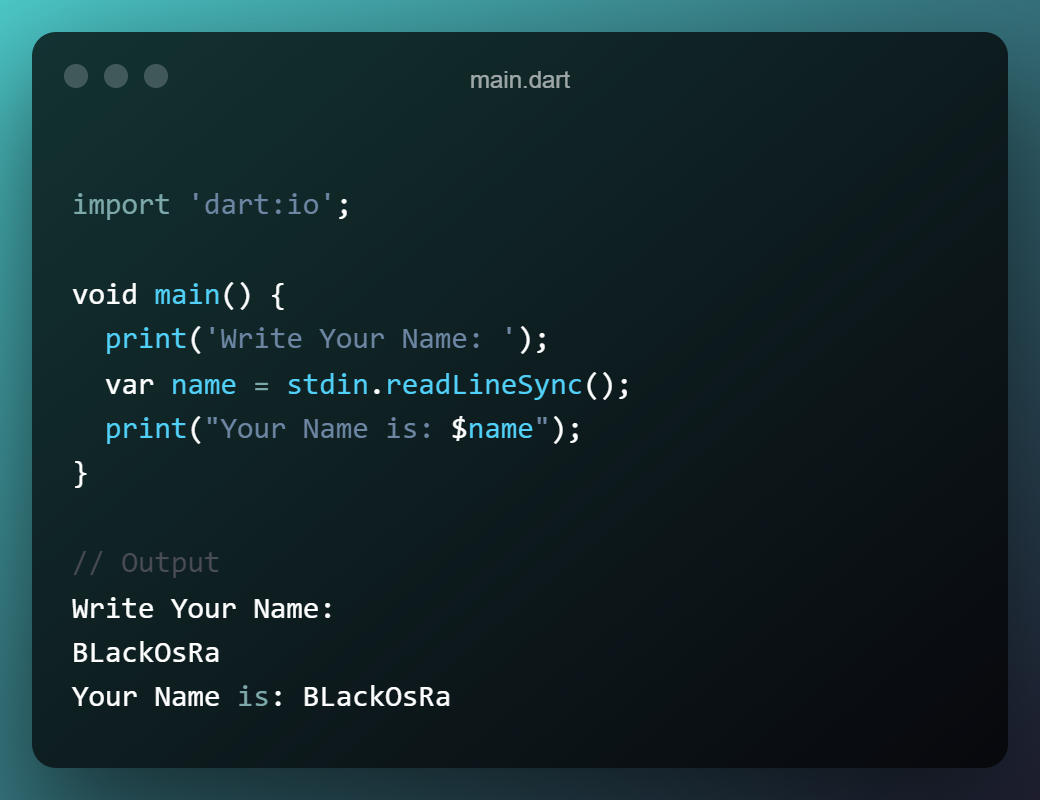 main.dart
import 'dart:io';
void main() {
  print('Write Your Name: ');
  var name = stdin.readLineSync();
  print("Your Name is: $name");
}
// Output
Write Your Name:
BLackOsRa
Your Name is: BLackOsRa